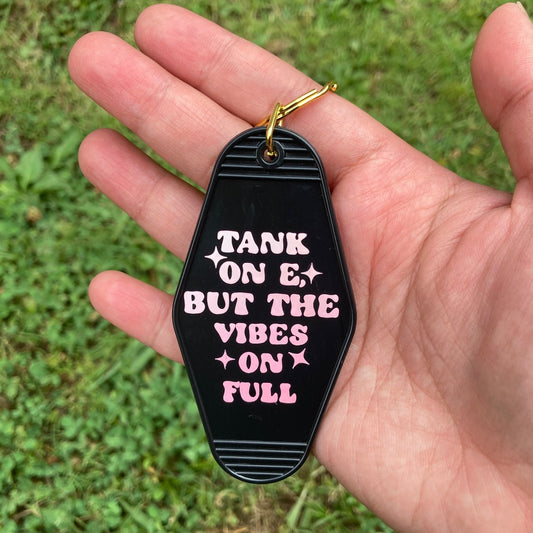 TANK
ON E,
BUT THE
VIBES
ON
FULL